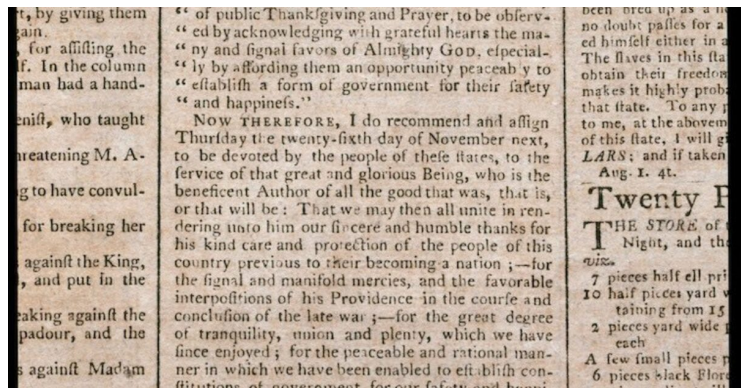 t, by giving them
gain.
, for aſſiſting the
lf. In the column
man had a hand-
eniſt, who taught
hreatening M. A-
g to have convul-
for breaking her
againſt the King,
, and put in the
eaking againſt the
padour, and the
s againſt Madam
“ of public Thankſgiving and Prayer, to be obſerv-
“ ed by acknowledging with grateful hearts the ma-
“ ny and ſignal favors of Almighty GOD, eſpecial-
“ ly by affording them an opportunity peaceab y to
“ eſtabliſh a form of government for their ſafety
“ and happineſs.”
NOW THEREFORE, I do recommend and aſſign
Thurſday the twenty-ſixth day of November next,
to be devoted by the people of theſe ſtates, to the
ſervice of that great and glorious Being, who is the
beneficent Author of all the good that was, that is,
or that will be : That we may then all unite in ren-
dering unto him our ſincere and humble thanks for
his kind care and protection of the people of this
country previous to their becoming a nation ;—for
the ſignal and manifold mercies, and the favorable
interpoſitions of his Providence in the courſe and
concluſion of the late war ;—for the great degree
of tranquility, union and plenty, which we have
ſince enjoyed ; for the peaceable and rational man-
ner in which we have been enabled to eſtabliſh con-
ſtitutions of government for our ſafety and happi-
been bred up as a
no doubt paſſes for a
ed himſelf either in a
The ſlaves in this ſta
obtain their freedom
makes it highly prob
that ſtate. To any p
to me, at the abovem
of this ſtate, I will gi
LARS; and if taken
Aug. 1. 4t.
Twenty P
THE STORE of
Night, and the
viz.
7 pieces half ell pri
10 half pieces yard w
taining from 15
2 pieces yard wide p
each
A few ſmall pieces p
6 pieces black Flore